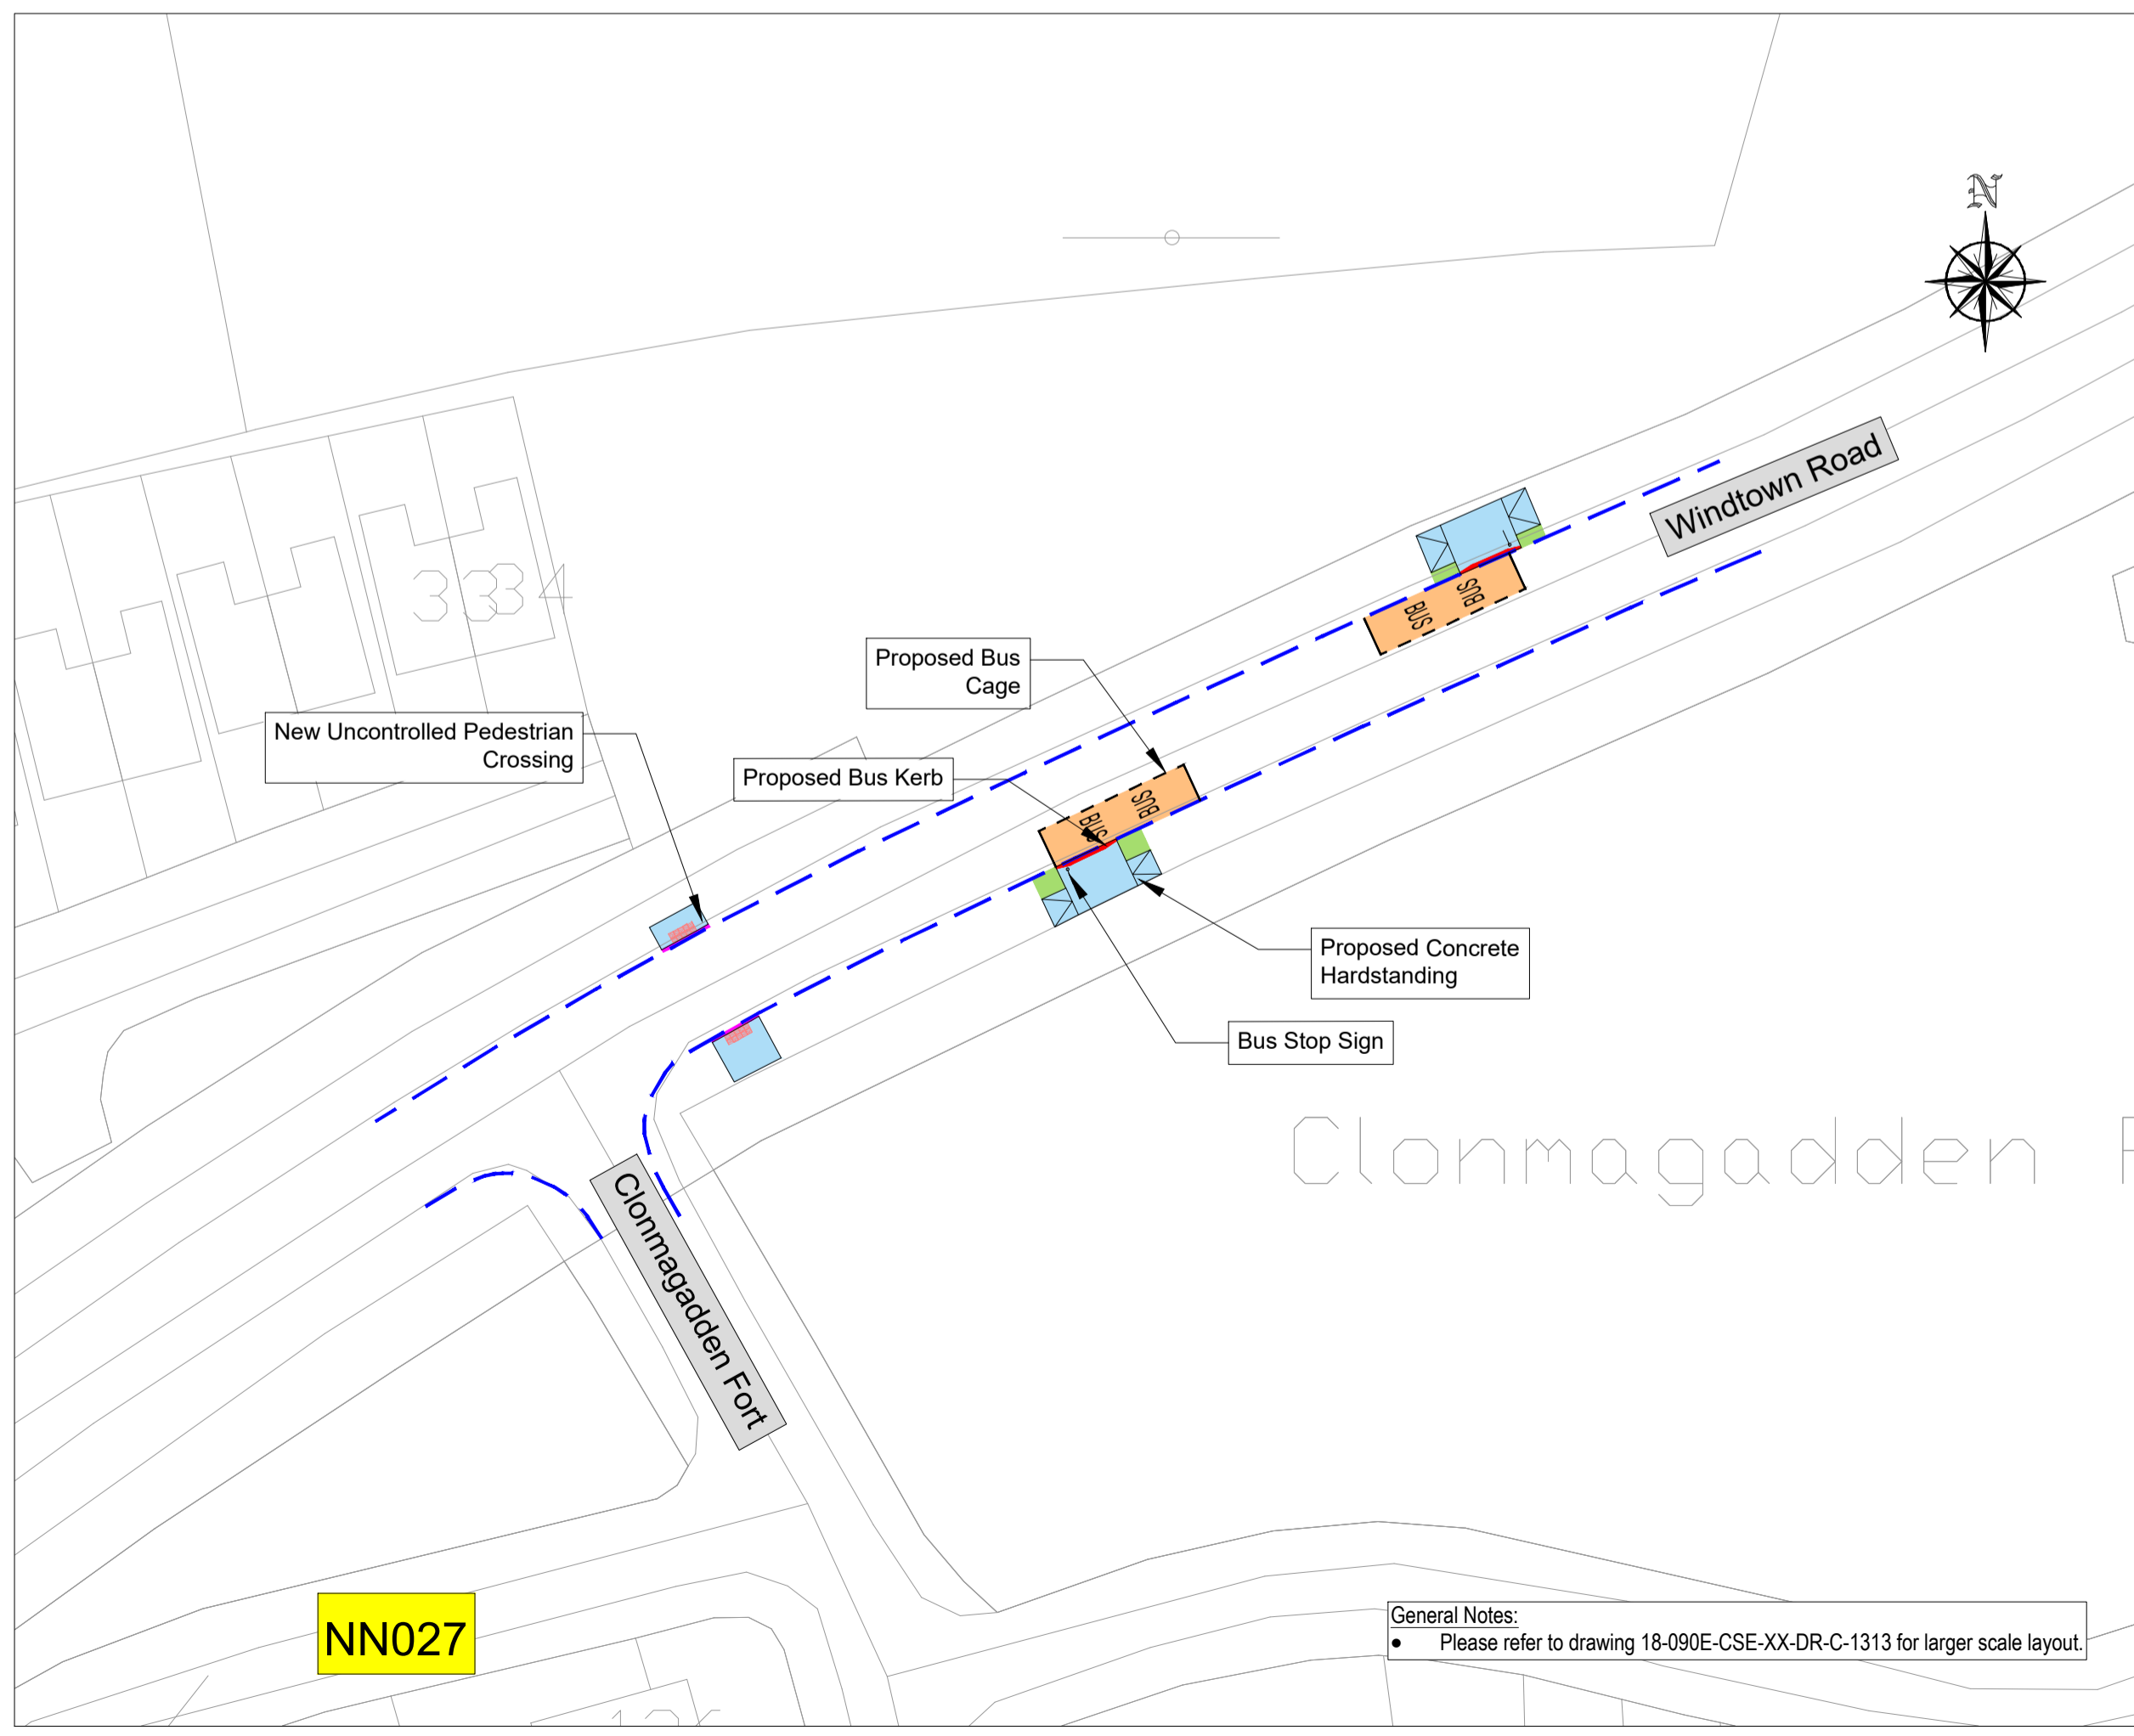 N
Windtown Road
334
BUS
BUS
Proposed Bus
Cage
New Uncontrolled Pedestrian
Crossing
Proposed Bus Kerb
BUS
BUS
Proposed Concrete
Hardstanding
Bus Stop Sign
Clonmagadden
Clonmagadden Fort
NN027
General Notes:
● Please refer to drawing 18-090E-CSE-XX-DR-C-1313 for larger scale layout.